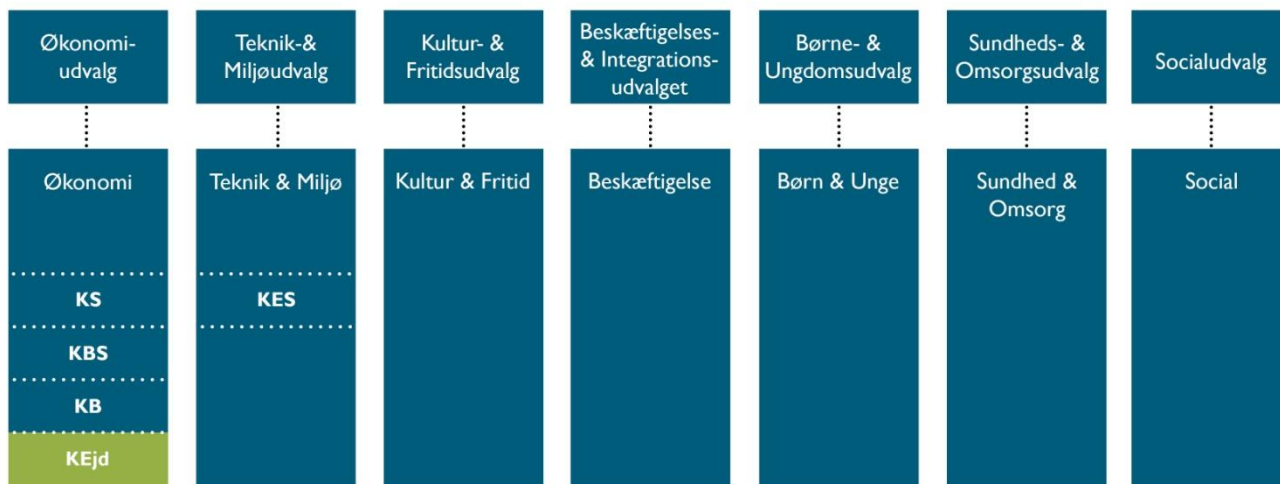 Økonomi-
udvalg
Teknik-&
Miljøudvalg
Kultur- &
Fritidsudvalg
Beskæftigelses-
& Integrations-
udvalget
Børne- &
Ungdomsudvalg
Sundheds- &
Omsorgsudvalg
Socialudvalg
Økonomi
KS
KBS
KB
KEjd
Teknik & Miljø
KES
Kultur & Fritid
Beskæftigelse
Børn & Unge
Sundhed &
Omsorg
Social